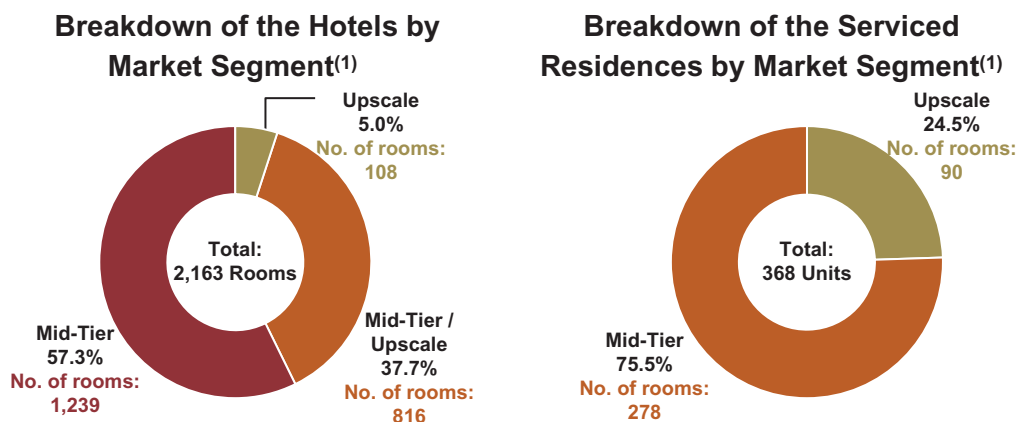 Breakdown of the Hotels by
Market Segment(1)
Upscale
5.0%
No. of rooms:
108
Total:
2,163 Rooms
Mid-Tier
57.3%
No. of rooms:
1,239
Mid-Tier /
Upscale
37.7%
No. of rooms:
816
Breakdown of the Serviced
Residences by Market Segment(1)
Upscale
24.5%
No. of rooms:
90
Total:
368 Units
Mid-Tier
75.5%
No. of rooms:
278